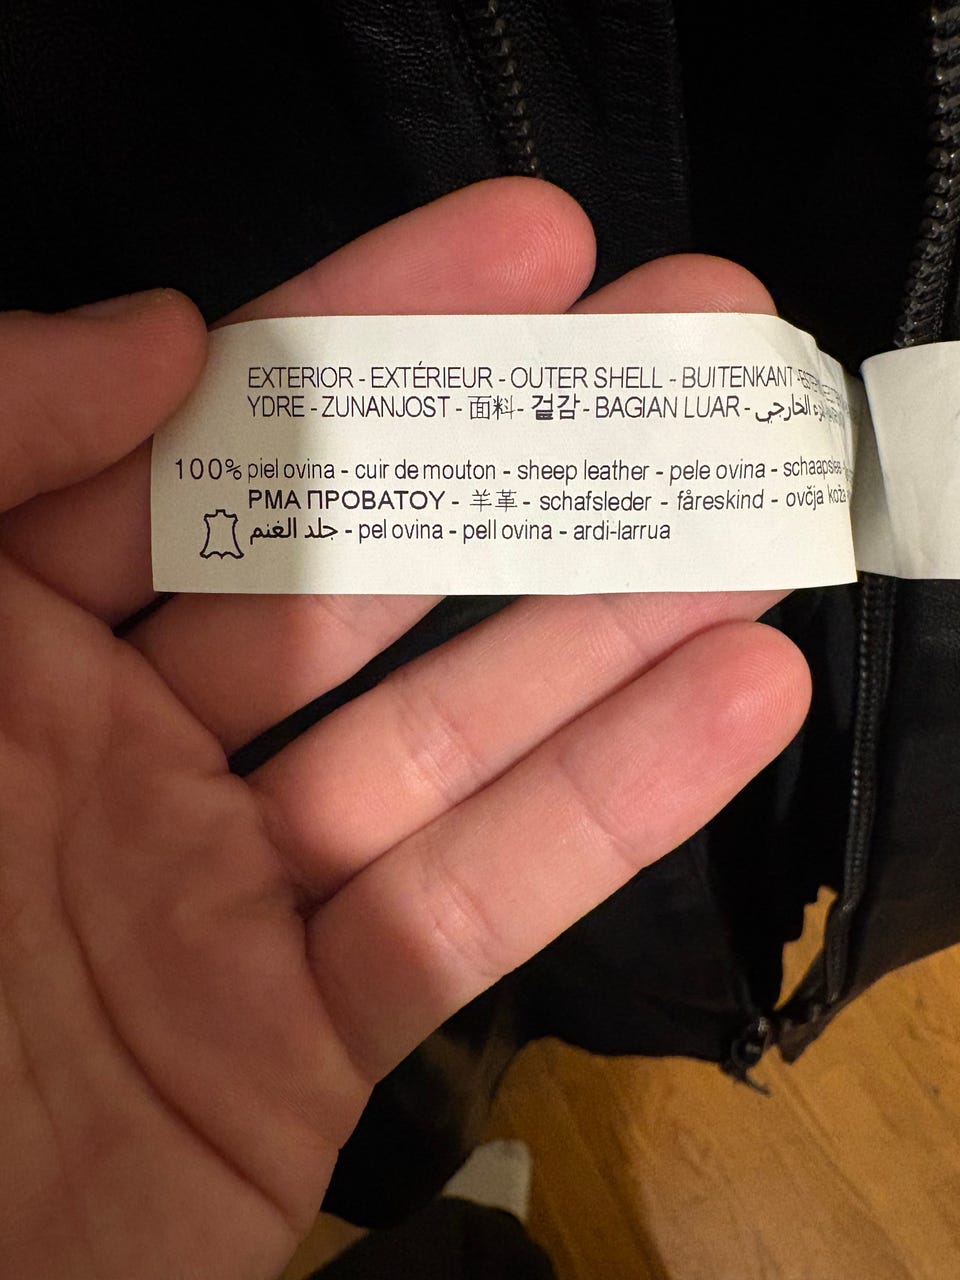 EXTERIOR - EXTÉRIEUR - OUTER SHELL - BUITENKANT -
YDRE - ZUNANJOST - 面料 - 겉감 - BAGIAN LUAR - الخارجي
100% piel ovina - cuir de mouton - sheep leather - pele ovina -
ΡΜΑ ΠΡΟΒΑΤΟΥ - 羊革 - schafsleder - fåreskind - ovčja koža
جلد الغنم - pel ovina - pell ovina - ardi-larrua